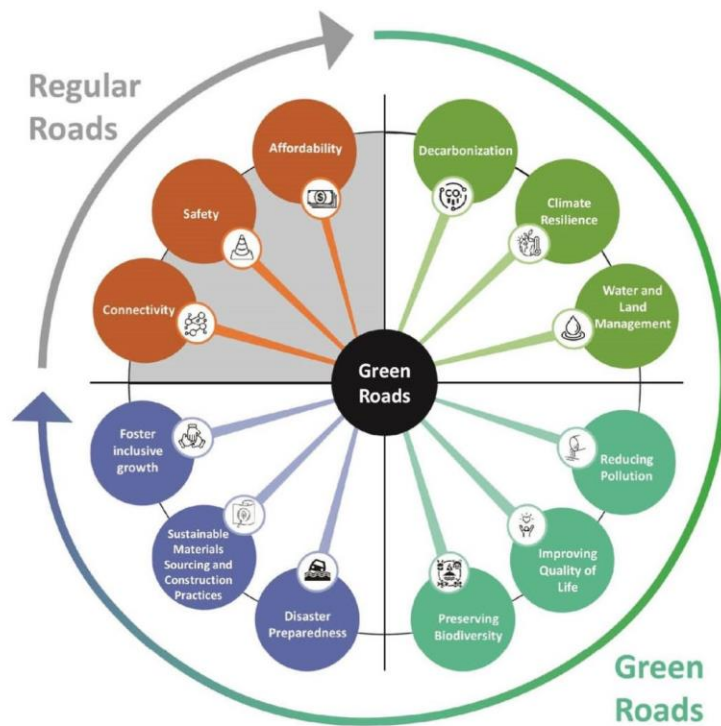 Regular
Roads
Affordability
Safety
Connectivity
Decarbonization
CO₂
Climate
Resilience
Water and
Land
Management
Green
Roads
Foster
inclusive
growth
Sustainable
Materials
Sourcing and
Construction
Practices
Disaster
Preparedness
Preserving
Biodiversity
Improving
Quality of
Life
Reducing
Pollution
Green
Roads